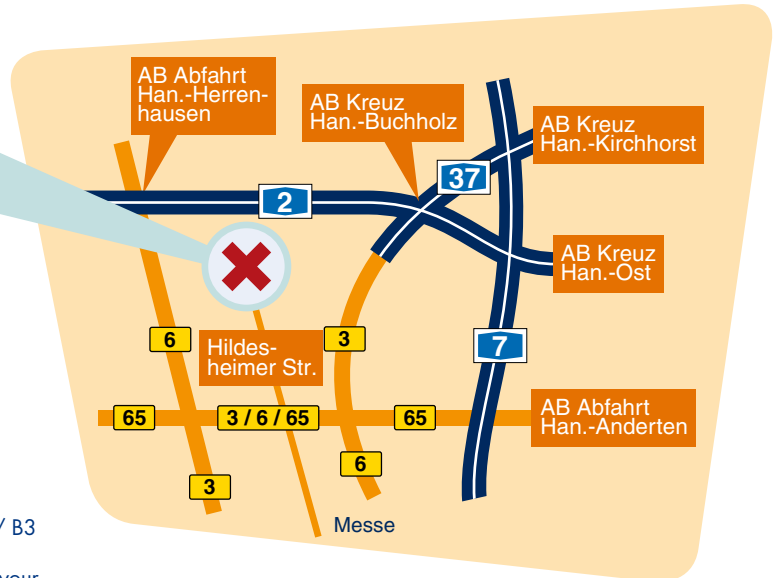 AB Abfahrt
Han.-Herren-
hausen
AB Kreuz
Han.-Buchholz
AB Kreuz
Han.-Kirchhorst
37
2
AB Kreuz
Han.-Ost
6
Hildes-
heimer Str.
3
7
65
3 / 6 / 65
65
AB Abfahrt
Han.-Anderten
6
3
Messe
/ B3